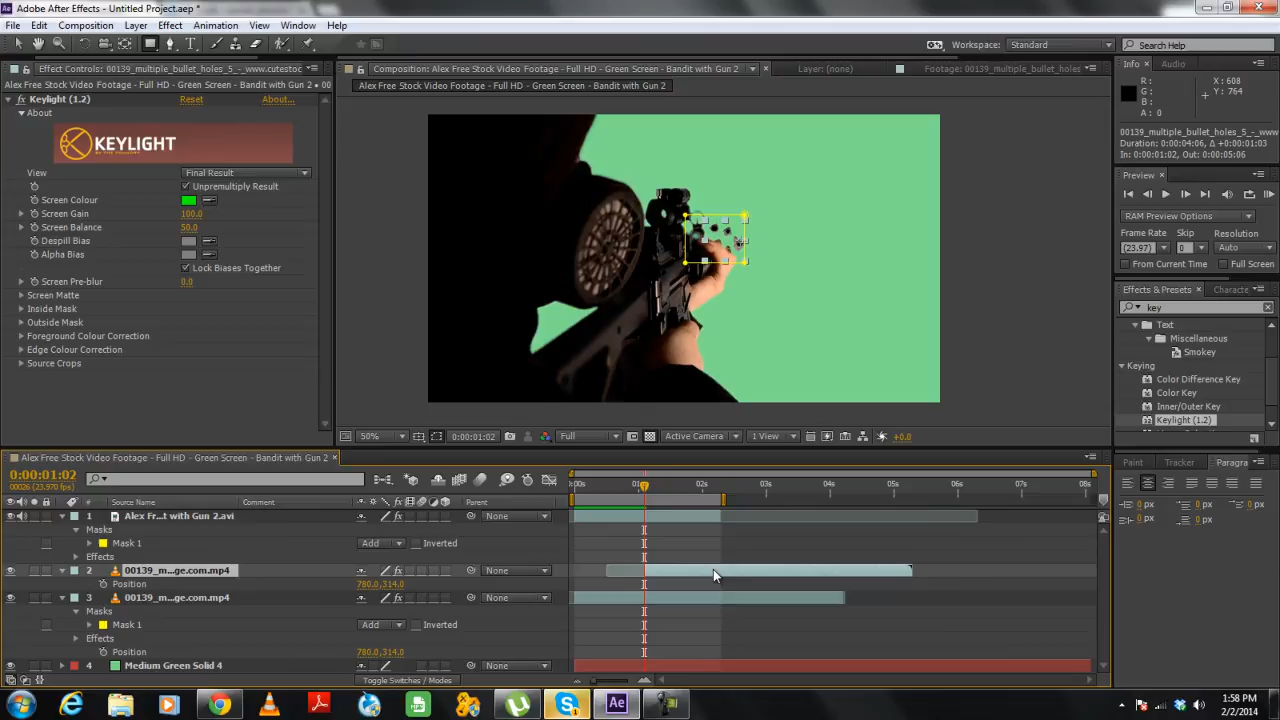 Adobe After Effects - Untitled Project.aep *
File Edit Composition Layer Effect Animation View Window Help
Workspace: Standard Search Help
Effect Controls: 00139_multiple_bullet_holes_5_-_www.cutestoc
Composition: Alex Free Stock Video Footage - Full HD - Green Screen - Bandit with Gun 2
Layer: (none)
Footage: 00139_multiple_bullet_holes
Info Audio
Alex Free Stock Video Footage - Full HD - Green Screen - Bandit with Gun 2 • 00
Alex Free Stock Video Footage - Full HD - Green Screen - Bandit with Gun 2
R: X: 608
G: Y: 764
B:
A: 0
Keylight (1.2) Reset About...
About
KEYLIGHT
00139_multiple_bullet_holes_5_-_www.cutestoc
Duration: 0:00:04:06, Δ +0:00:01:03
In: 0:00:01:02, Out: 0:00:05:06
View Final Result
Unpremultiply Result
Screen Colour
Screen Gain 100.0
Screen Balance 50.0
Despill Bias
Alpha Bias
Lock Biases Together
Screen Pre-blur 0.0
Screen Matte
Inside Mask
Outside Mask
Foreground Colour Correction
Edge Colour Correction
Source Crops
Preview
RAM Preview Options
Frame Rate Skip Resolution
(23.97) 1 Auto
From Current Time Full Screen
Effects & Presets Characte
key
Text
Miscellaneous
Smokey
Keying
Color Difference Key
Color Key
Inner/Outer Key
Keylight (1.2)
50% 0:00:01:02 Full Active Camera 1 View +0.0
Alex Free Stock Video Footage - Full HD - Green Screen - Bandit with Gun 2
Paint Tracker Paragra
0:00:01:02
00026 (23.970 fps)
:00s 01s 02s 03s 04s 05s 06s 07s 08s
# Source Name Comment Parent
1 Alex Fr...t with Gun 2.avi None
Masks
Mask 1 Add Inverted
Effects
2 00139_m...ge.com.mp4 None
Position 780.0,314.0
3 00139_m...ge.com.mp4 None
Masks
Mask 1 Add Inverted
Effects
Position 780.0,314.0
4 Medium Green Solid 4 None
Toggle Switches / Modes
0 px 0 px 0 px
0 px 0 px
1:58 PM
2/2/2014